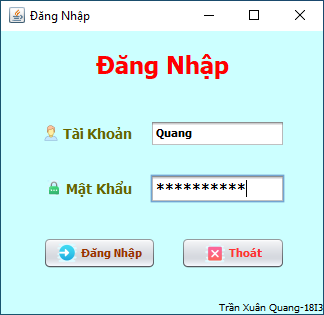 Đăng Nhập
Đăng Nhập
Tài Khoản
Quang
Mật Khẩu
**********
Đăng Nhập
Thoát
Trần Xuân Quang-18I3